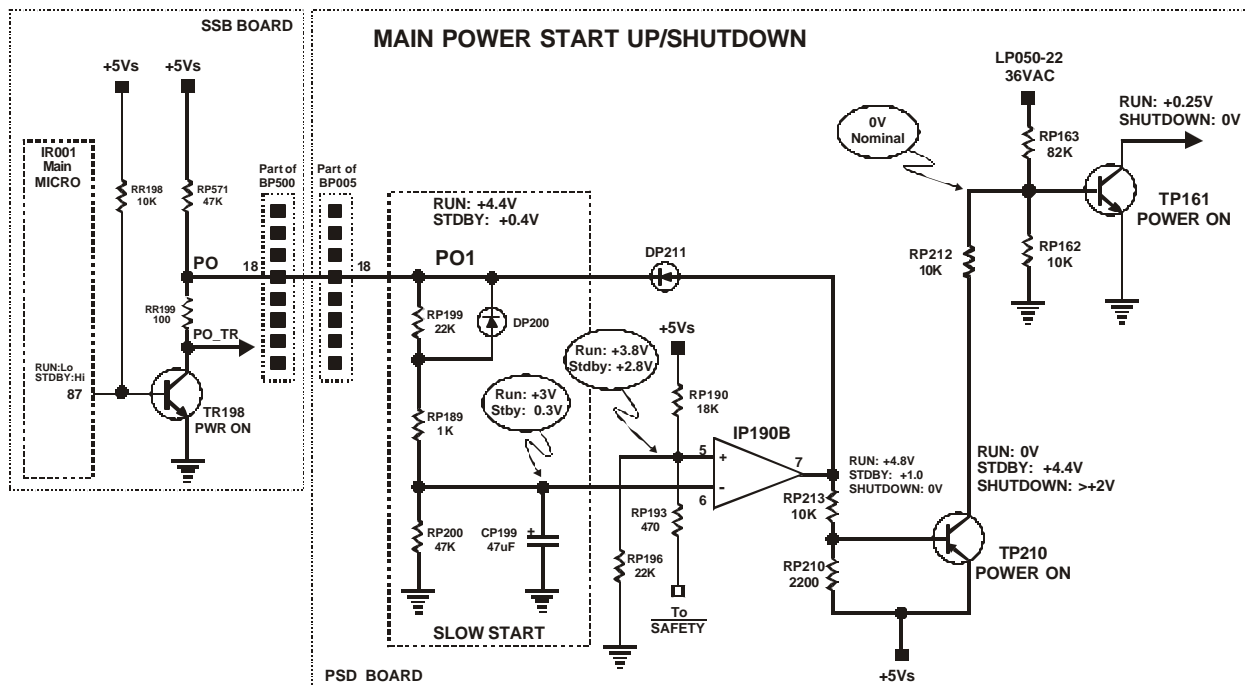 SSB BOARD
MAIN POWER START UP/SHUTDOWN
+5Vs
+5Vs
LP050-22
36VAC
RUN: +0.25V
SHUTDOWN: 0V
0V
Nominal
RP163
82K
IR001
Main
MICRO
Part of
BP500
Part of
BP005
RR198
10K
RP571
47K
RUN: +4.4V
STDBY: +0.4V
TP161
POWER ON
PO
18
18
PO1
DP211
RP212
10K
RP162
10K
RR199
100
RP199
22K
DP200
PO_TR
+5Vs
Run: +3.8V
Stdby: +2.8V
RUN:Lo
STDBY:Hi
87
TR198
PWR ON
RP189
1K
Run: +3V
Stby: 0.3V
RP190
18K
IP190B
5
+
7
-
6
RUN: +4.8V
STDBY: +1.0
SHUTDOWN: 0V
RUN: 0V
STDBY: +4.4V
SHUTDOWN: >+2V
RP213
10K
RP193
470
RP200
47K
CP199
47uF
+
RP196
22K
RP210
2200
TP210
POWER ON
To
SAFETY
SLOW START
+5Vs
PSD BOARD